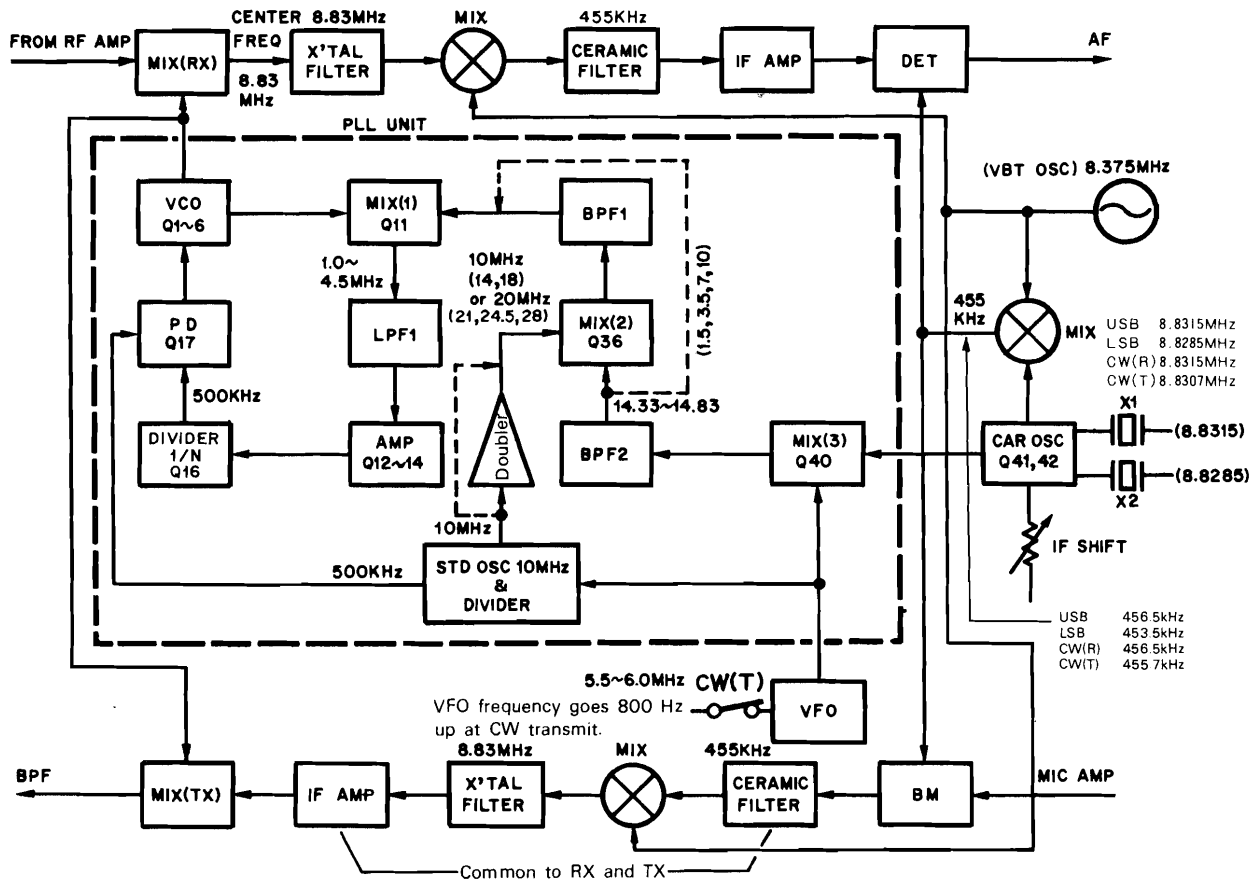 CENTER 8.83MHz
FREQ
FROM RF AMP
MIX(RX)
8.83
MHz
X'TAL
FILTER
MIX
455KHz
CERAMIC
FILTER
IF AMP
DET
AF
PLL UNIT
VCO
Q1~6
MIX(1)
Q11
BPF1
(VBT OSC) 8.375MHz
1.0~
4.5MHz
10MHz
(14,18)
or 20MHz
(21,24.5,28)
(1.5,3.5,7,10)
PD
Q17
LPF1
MIX(2)
Q36
455
KHz
MIX
USB 8.8315MHz
LSB 8.8285MHz
CW(R) 8.8315MHz
CW(T) 8.8307MHz
500KHz
14.33~14.83
DIVIDER
1/N
Q16
AMP
Q12~14
Doubler
BPF2
MIX(3)
Q40
CAR OSC
Q41,42
X1
(8.8315)
(8.8285)
X2
10MHz
IF SHIFT
500KHz
STD OSC 10MHz
&
DIVIDER
USB 456.5kHz
LSB 453.5kHz
CW(R) 456.5kHz
CW(T) 455.7kHz
5.5~6.0MHz
CW(T)
VFO
VFO frequency goes 800 Hz
up at CW transmit.
BPF
MIX(TX)
IF AMP
8.83MHz
X'TAL
FILTER
MIX
455KHz
CERAMIC
FILTER
BM
MIC AMP
Common to RX and TX